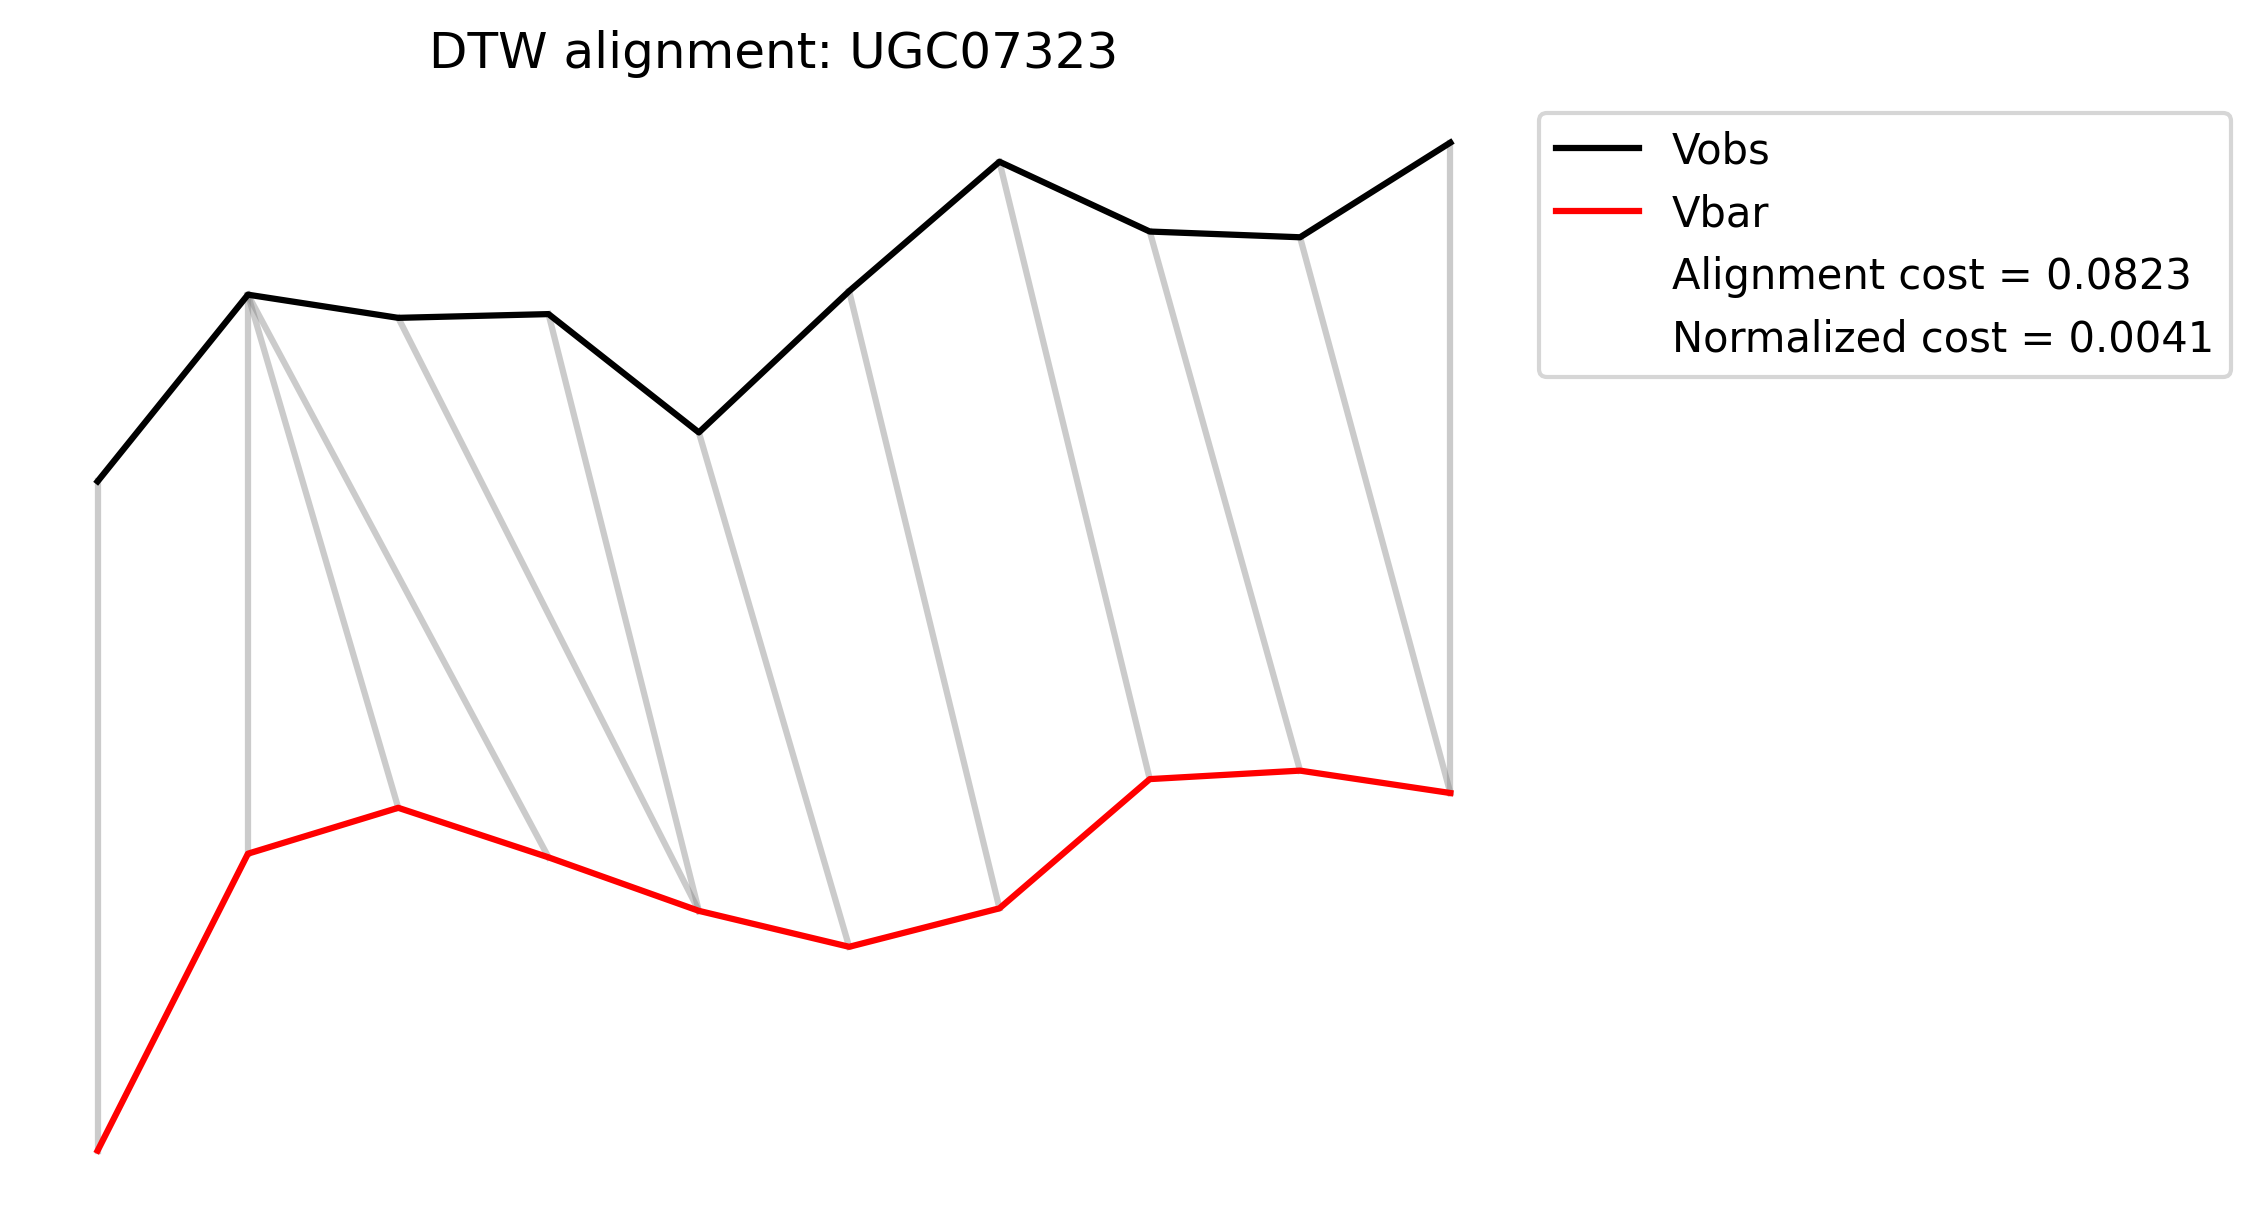 DTW alignment: UGC07323
Vobs
Vbar
Alignment cost = 0.0823
Normalized cost = 0.0041